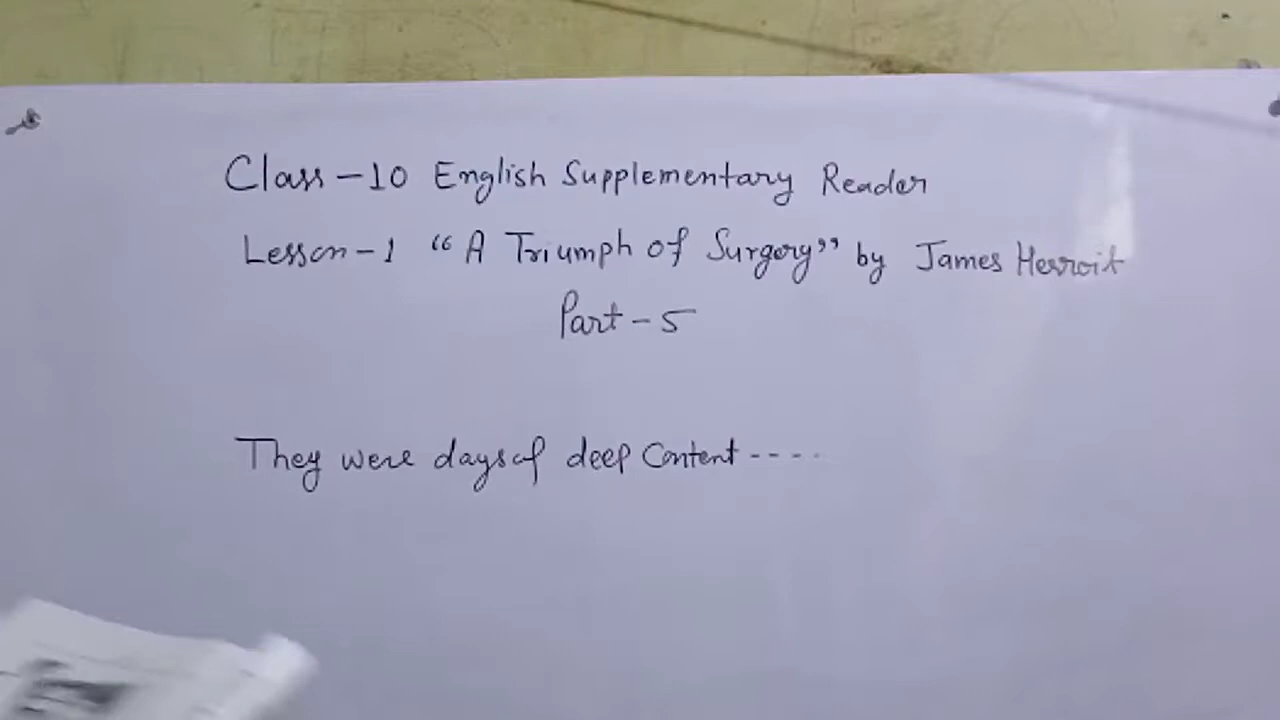 Class - 10 English Supplementary Reader
Lesson - 1 "A Triumph of Surgery" by James Herroit
Part - 5
They were days of deep Content ----